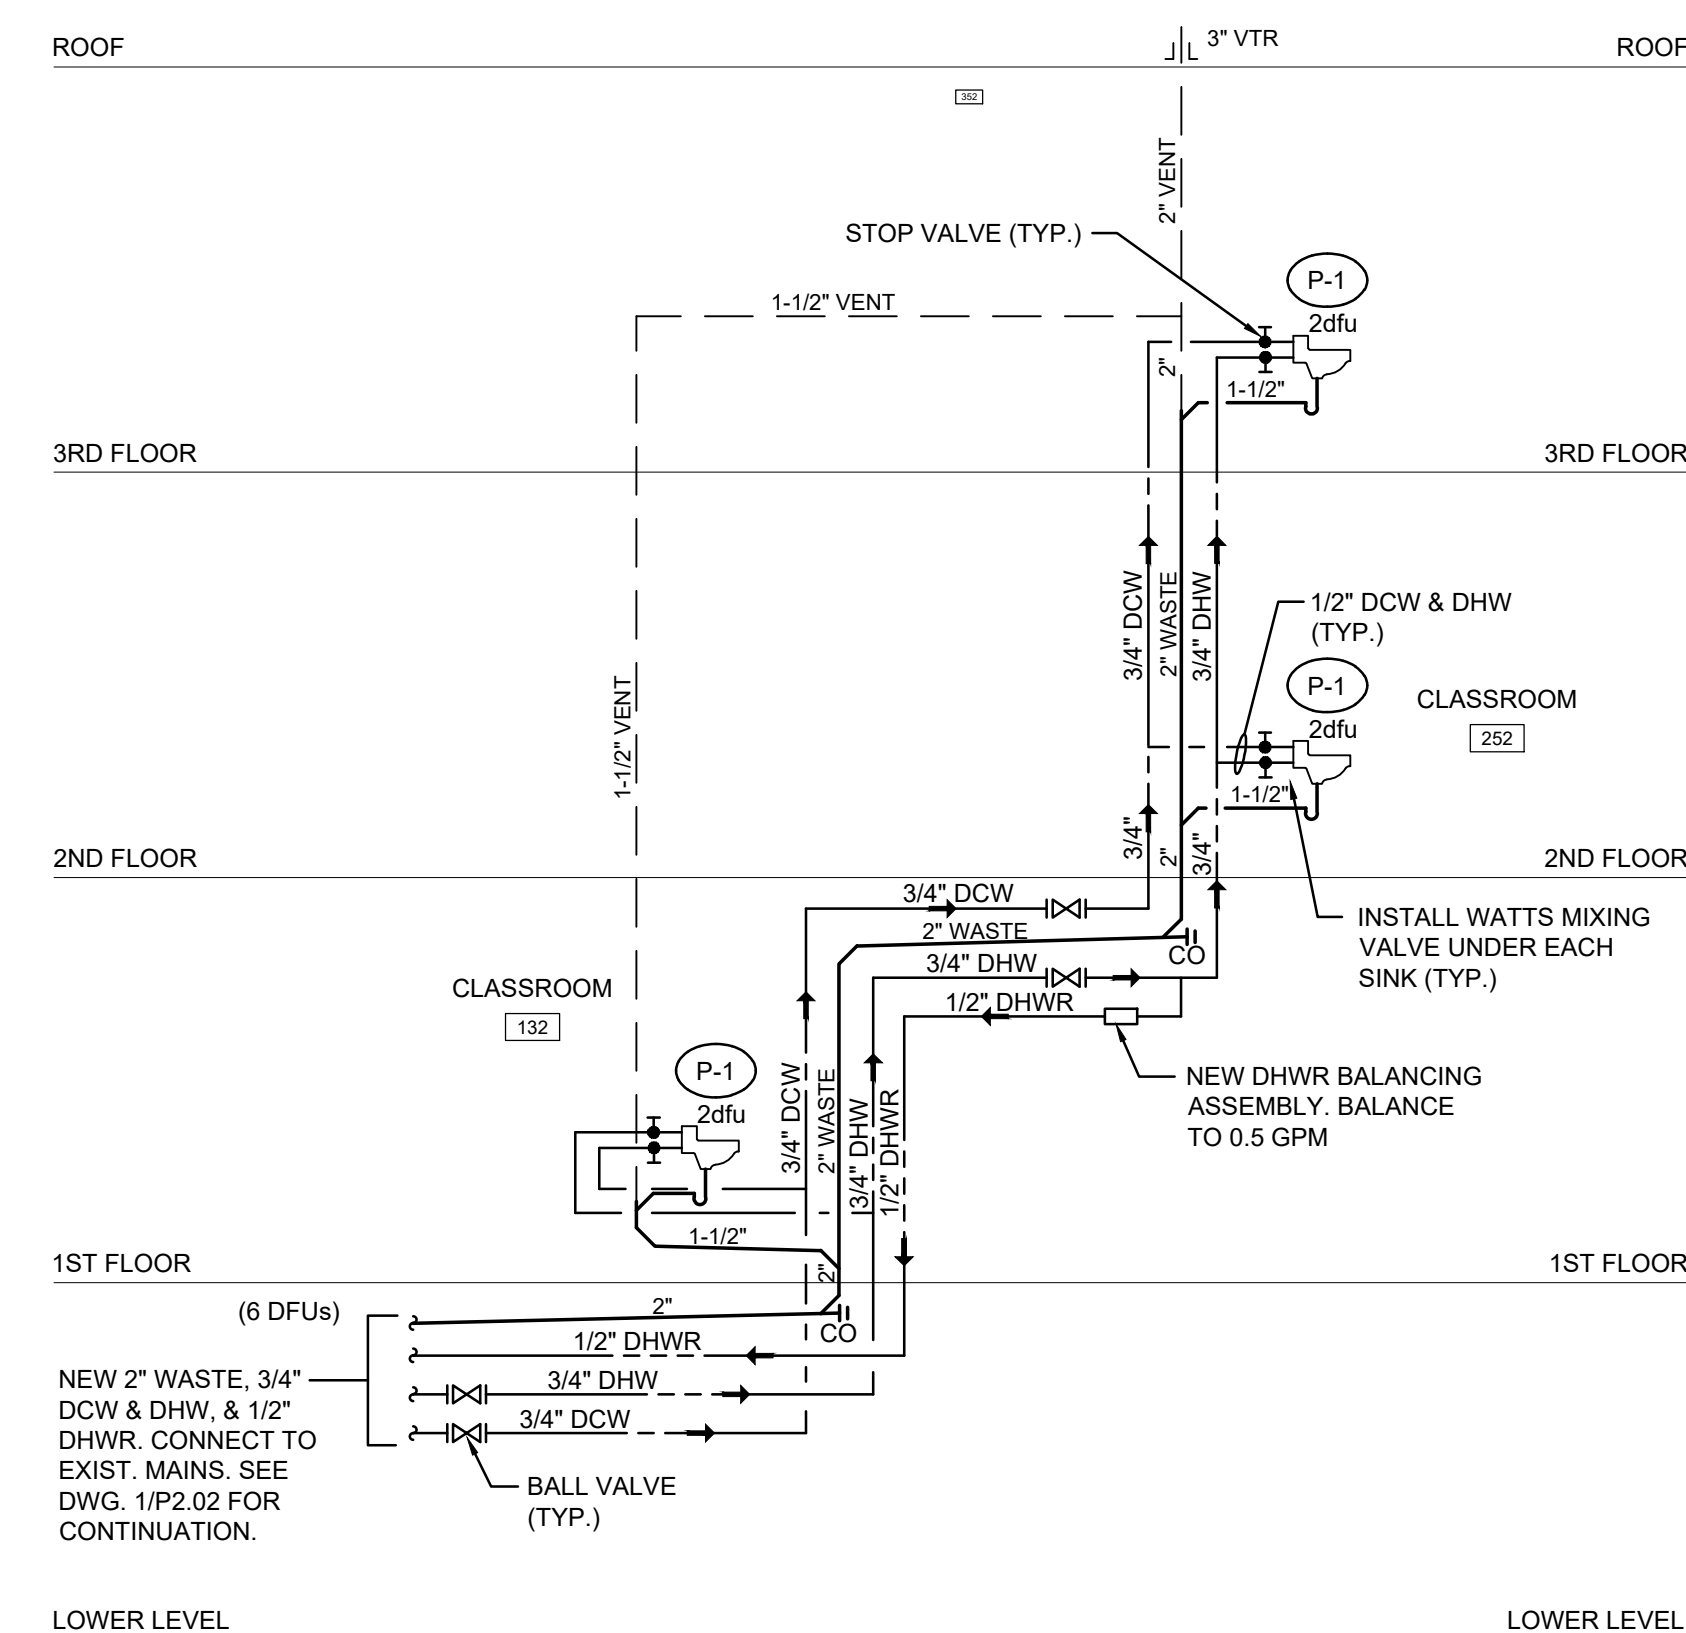 ROOF
3" VTR
ROOF
352
2" VENT
STOP VALVE (TYP.)
P-1
2dfu
1-1/2" VENT
2"
1-1/2"
3RD FLOOR
3RD FLOOR
3/4" DCW
2" WASTE
3/4" DHW
1/2" DCW & DHW
(TYP.)
P-1
2dfu
CLASSROOM
252
1-1/2" VENT
1-1/2"
3/4"
2"
3/4"
2ND FLOOR
2ND FLOOR
3/4" DCW
2" WASTE
CO
3/4" DHW
1/2" DHWR
INSTALL WATTS MIXING
VALVE UNDER EACH
SINK (TYP.)
CLASSROOM
132
P-1
2dfu
3/4" DCW
2" WASTE
3/4" DHW
1/2" DHWR
NEW DHWR BALANCING
ASSEMBLY. BALANCE
TO 0.5 GPM
1-1/2"
2"
1ST FLOOR
1ST FLOOR
(6 DFUs)
2"
CO
1/2" DHWR
3/4" DHW
3/4" DCW
NEW 2" WASTE, 3/4"
DCW & DHW, & 1/2"
DHWR. CONNECT TO
EXIST. MAINS. SEE
DWG. 1/P2.02 FOR
CONTINUATION.
BALL VALVE
(TYP.)
LOWER LEVEL
LOWER LEVEL